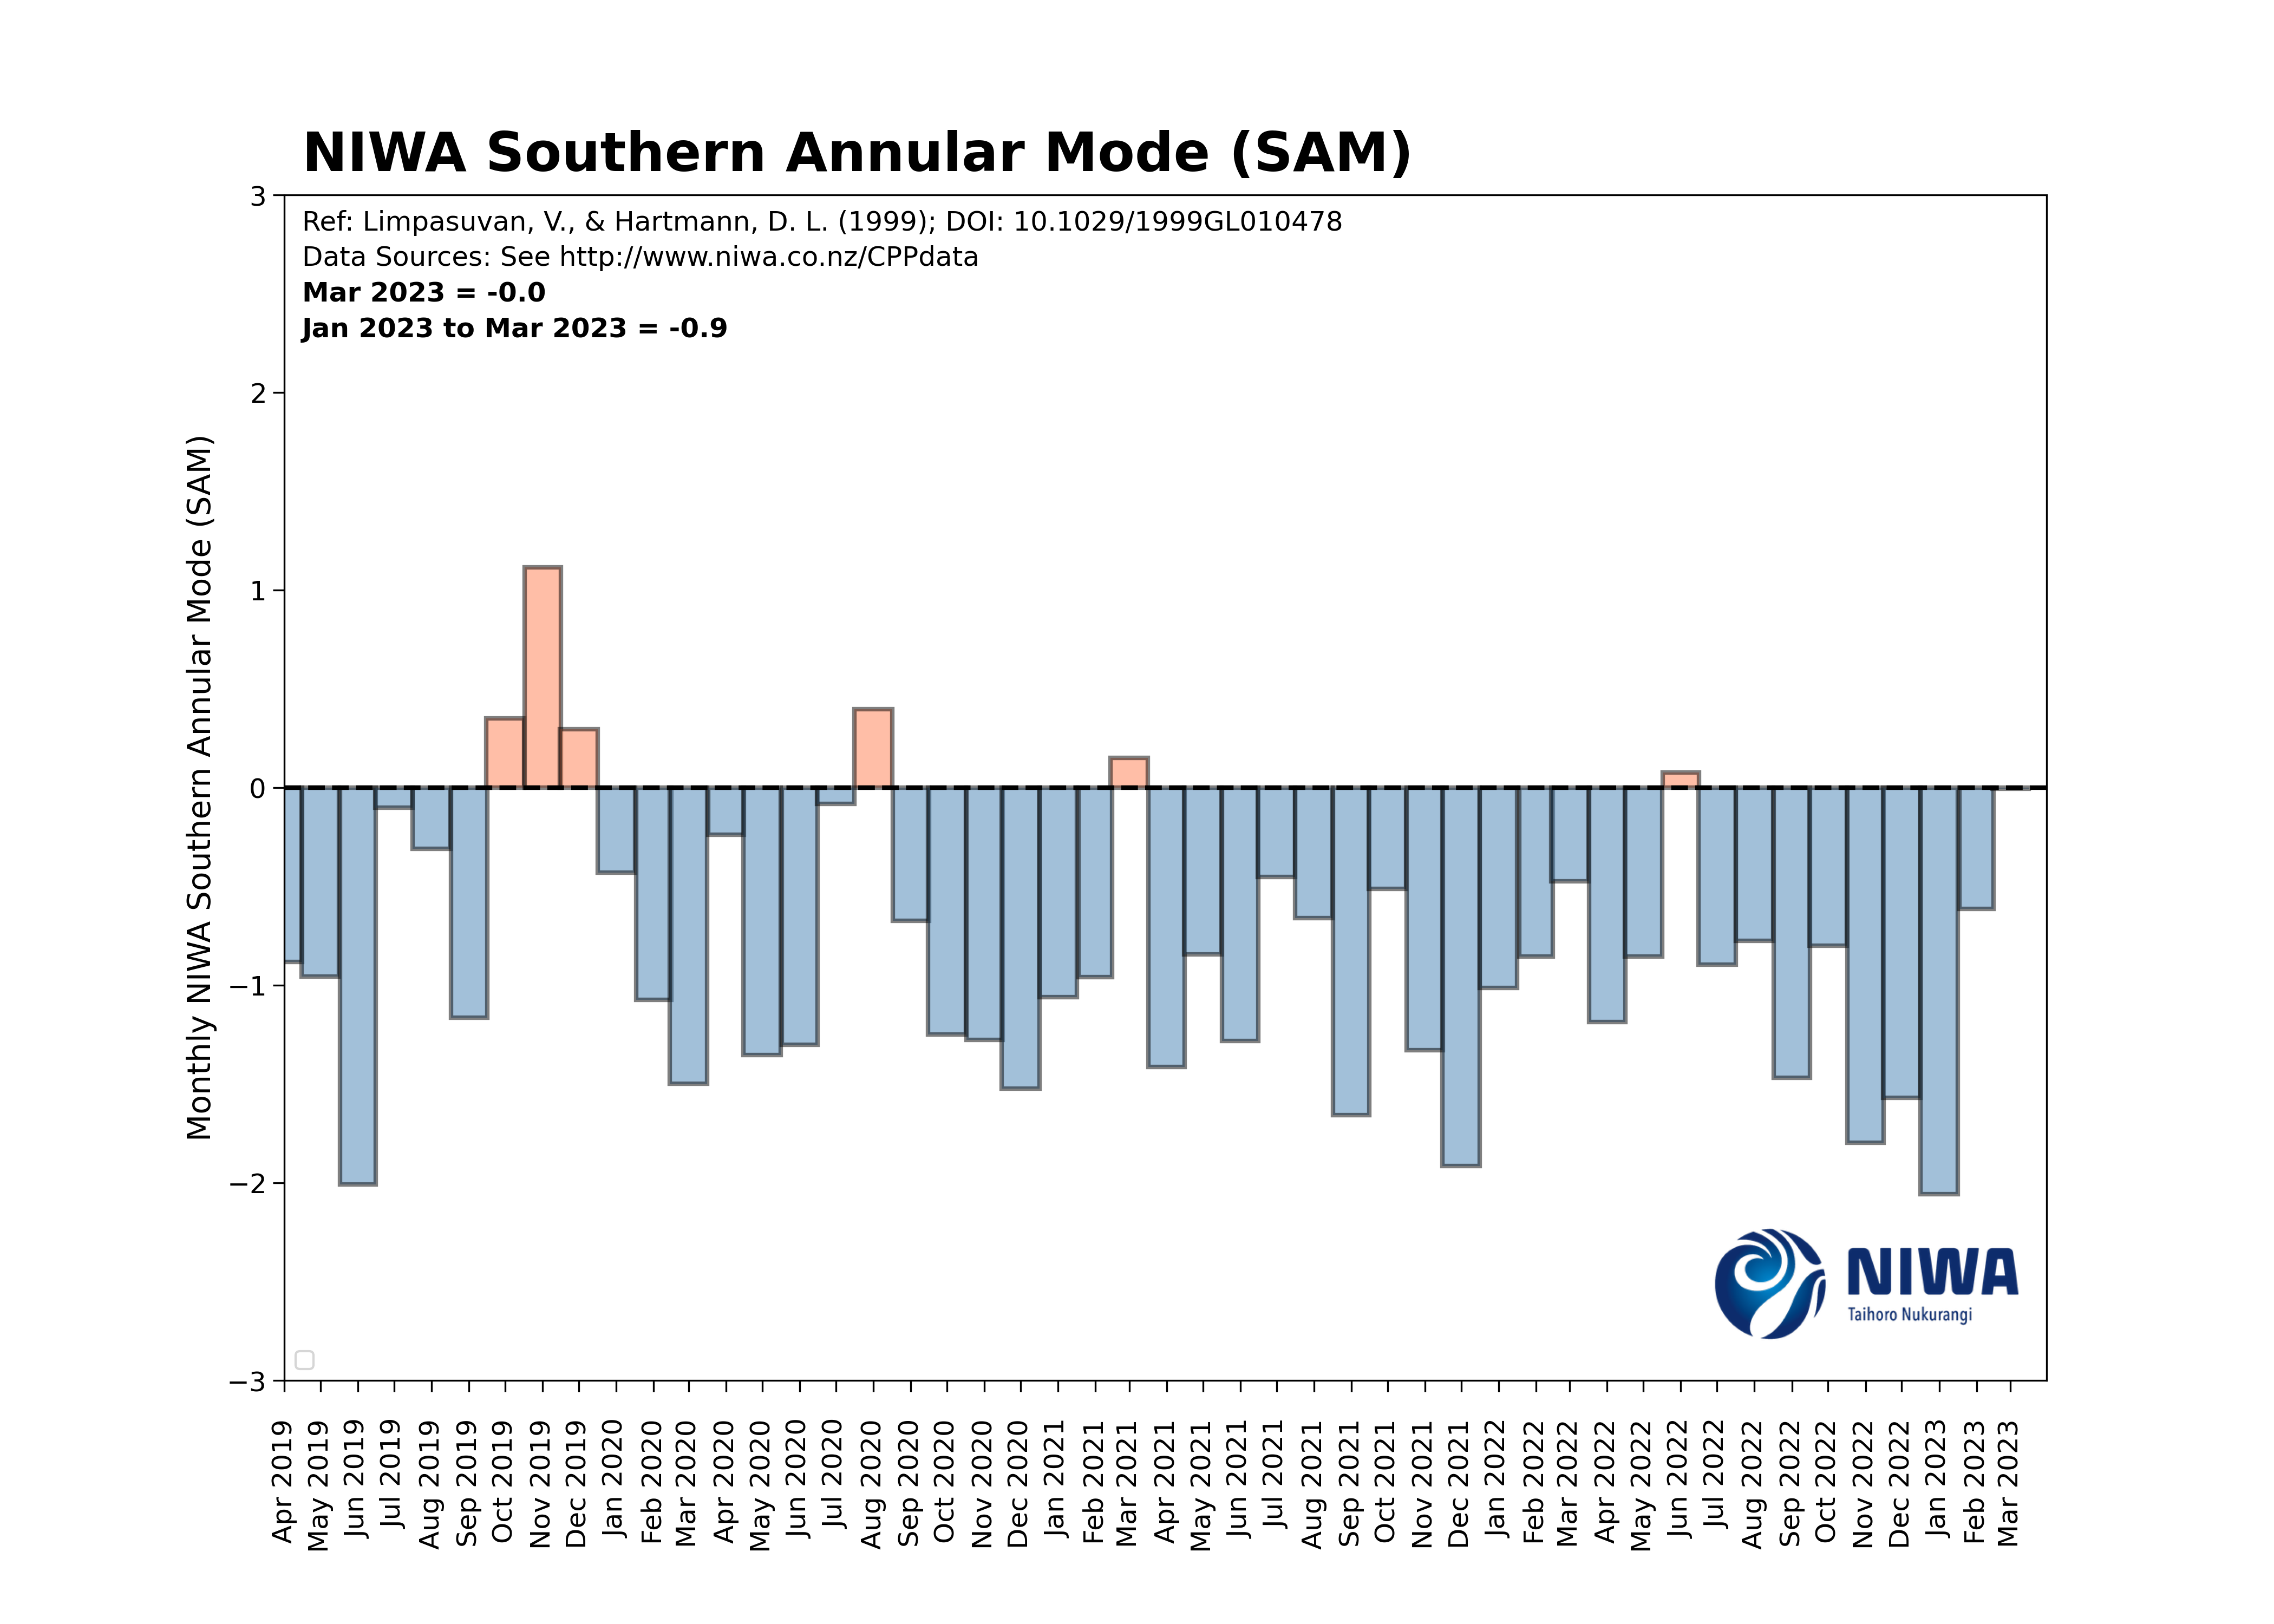 NIWA Southern Annular Mode (SAM)
Ref: Limpasuvan, V., & Hartmann, D. L. (1999); DOI: 10.1029/1999GL010478
Data Sources: See http://www.niwa.co.nz/CPPdata
Mar 2023 = -0.0
Jan 2023 to Mar 2023 = -0.9
Monthly NIWA Southern Annular Mode (SAM)
3
2
1
0
−1
−2
−3
NIWA
Taihoro Nukurangi
Apr 2019
May 2019
Jun 2019
Jul 2019
Aug 2019
Sep 2019
Oct 2019
Nov 2019
Dec 2019
Jan 2020
Feb 2020
Mar 2020
Apr 2020
May 2020
Jun 2020
Jul 2020
Aug 2020
Sep 2020
Oct 2020
Nov 2020
Dec 2020
Jan 2021
Feb 2021
Mar 2021
Apr 2021
May 2021
Jun 2021
Jul 2021
Aug 2021
Sep 2021
Oct 2021
Nov 2021
Dec 2021
Jan 2022
Feb 2022
Mar 2022
Apr 2022
May 2022
Jun 2022
Jul 2022
Aug 2022
Sep 2022
Oct 2022
Nov 2022
Dec 2022
Jan 2023
Feb 2023
Mar 2023